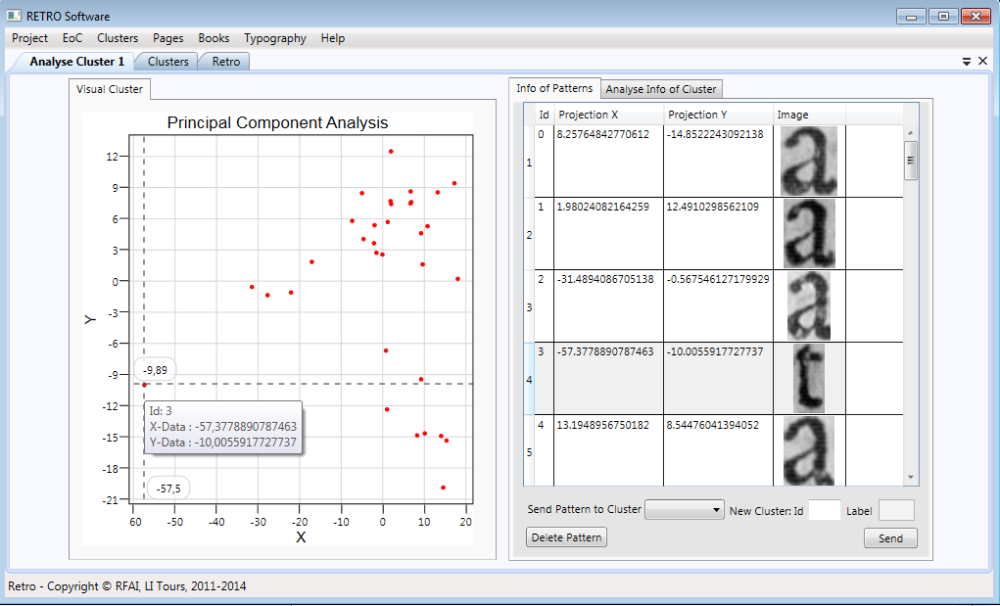 RETRO Software
Project EoC Clusters Pages Books Typography Help
Analyse Cluster 1 Clusters Retro
Visual Cluster
Principal Component Analysis
12
9
6
3
0
-3
-6
-9
-12
-15
-18
-21
Y
-9,89
Id: 3
X-Data : -57,3778890787463
Y-Data : -10,0055917727737
-57,5
60 -50 -40 -30 -20 -10 0 10 20
X
Info of Patterns Analyse Info of Cluster
Id Projection X Projection Y Image
1 0 8.25764842770612 -14.8522243092138 a
2 1 1.98024082164259 12.4910298562109 a
3 2 -31.4894086705138 -0.567546127179929 a
4 3 -57.3778890787463 -10.0055917727737 t
5 4 13.1948956750182 8.54476041394052 a
Send Pattern to Cluster New Cluster: Id Label
Delete Pattern Send
Retro - Copyright © RFAI, LI Tours, 2011-2014